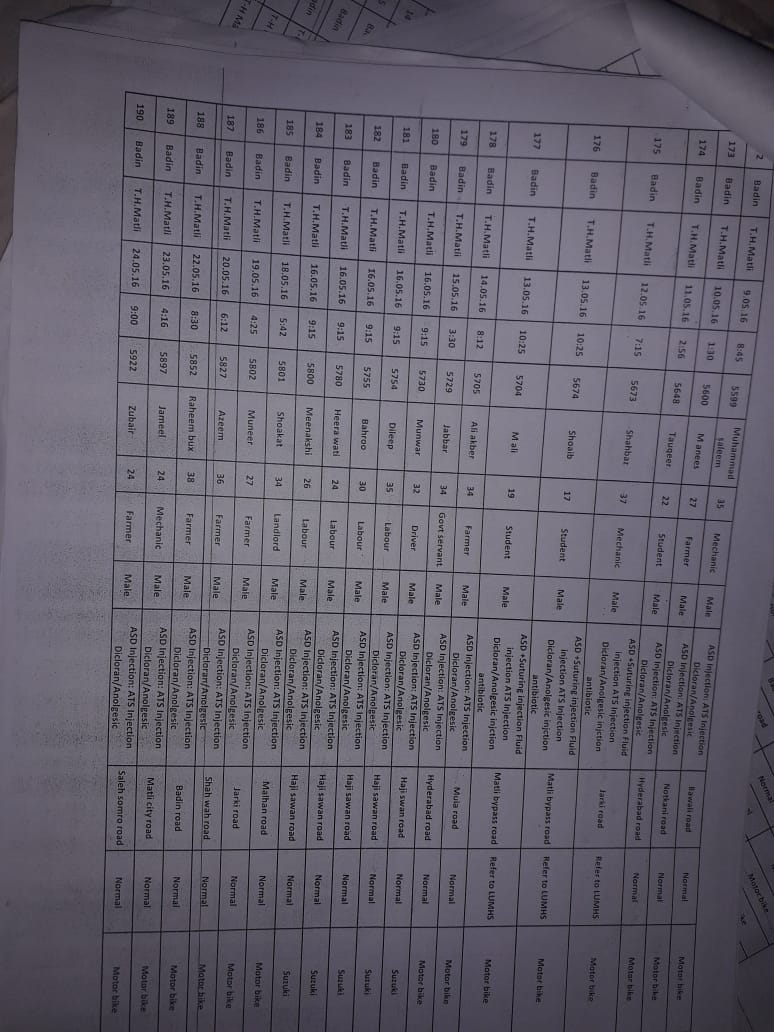 road Normal Motor bike
2 Badin T.H.Matli 9.05.16 8:45 5599 Muhammad saleem 35 Mechanic Male ASD Injection: ATS Injection Dicloran/Anolgesic Bawali road Normal Motor bike
173 Badin T.H.Matli 10.05.16 1:30 5600 M anees 27 Farmer Male ASD Injection: ATS Injection Dicloran/Anolgesic Notkani road Normal Motor bike
174 Badin T.H.Matli 11.05.16 2:56 5648 Tauqeer 22 Student Male ASD Injection: ATS Injection Dicloran/Anolgesic Hyderabad road Normal Motor bike
175 Badin T.H.Matli 12.05.16 7:15 5673 Shahbaz 37 Mechanic Male ASD +Suturing injection Fluid injection ATS Injection Dicloran/Anolgesic injction antibiotic Jarki road Refer to LUMHS Motor bike
176 Badin T.H.Matli 13.05.16 10:25 5674 Shoaib 17 Student Male ASD +Suturing injection Fluid injection ATS Injection Dicloran/Anolgesic injction antibiotic Matli bypass road Refer to LUMHS Motor bike
177 Badin T.H.Matli 13.05.16 10:25 5704 M ali 19 Student Male ASD +Suturing injection Fluid injection ATS Injection Dicloran/Anolgesic injction antibiotic Matli bypass road Refer to LUMHS Motor bike
178 Badin T.H.Matli 14.05.16 8:12 5705 Ali akber 34 Farmer Male ASD Injection: ATS Injection Dicloran/Anolgesic Muia road Normal Motor bike
179 Badin T.H.Matli 15.05.16 3:30 5729 Jabbar 34 Govt servant Male ASD Injection: ATS Injection Dicloran/Anolgesic Hyderabad road Normal Motor bike
180 Badin T.H.Matli 16.05.16 9:15 5730 Munwar 32 Driver Male ASD Injection: ATS Injection Dicloran/Anolgesic Haji swan road Normal Suzuki
181 Badin T.H.Matli 16.05.16 9:15 5754 Dileep 35 Labour Male ASD Injection: ATS Injection Dicloran/Anolgesic Haji sawan road Normal Suzuki
182 Badin T.H.Matli 16.05.16 9:15 5755 Bahroo 30 Labour Male ASD Injection: ATS Injection Dicloran/Anolgesic Haji sawan road Normal Suzuki
183 Badin T.H.Matli 16.05.16 9:15 5780 Heera wati 24 Labour Male ASD Injection: ATS Injection Dicloran/Anolgesic Haji sawan road Normal Suzuki
184 Badin T.H.Matli 16.05.16 9:15 5800 Meenakshi 26 Labour Male ASD Injection: ATS Injection Dicloran/Anolgesic Haji sawan road Normal Suzuki
185 Badin T.H.Matli 18.05.16 5:42 5801 Shoakat 34 Landlord Male ASD Injection: ATS Injection Dicloran/Anolgesic Malhan road Normal Motor bike
186 Badin T.H.Matli 19.05.16 4:25 5802 Muneer 27 Farmer Male ASD Injection: ATS Injection Dicloran/Anolgesic Jarki road Normal Motor bike
187 Badin T.H.Matli 20.05.16 6:12 5827 Azeem 36 Farmer Male ASD Injection: ATS Injection Dicloran/Anolgesic Shah wah road Normal Motor bike
188 Badin T.H.Matli 22.05.16 8:30 5852 Raheem bux 38 Farmer Male ASD Injection: ATS Injection Dicloran/Anolgesic Badin road Normal Motor bike
189 Badin T.H.Matli 23.05.16 4:16 5897 Jameel 24 Mechanic Male ASD Injection: ATS Injection Dicloran/Anolgesic Matli city road Normal Motor bike
190 Badin T.H.Matli 24.05.16 9:00 5922 Zubair 24 Farmer Male ASD Injection: ATS Injection Dicloran/Anolgesic Saleh somro road Normal Motor bike
14
Badin